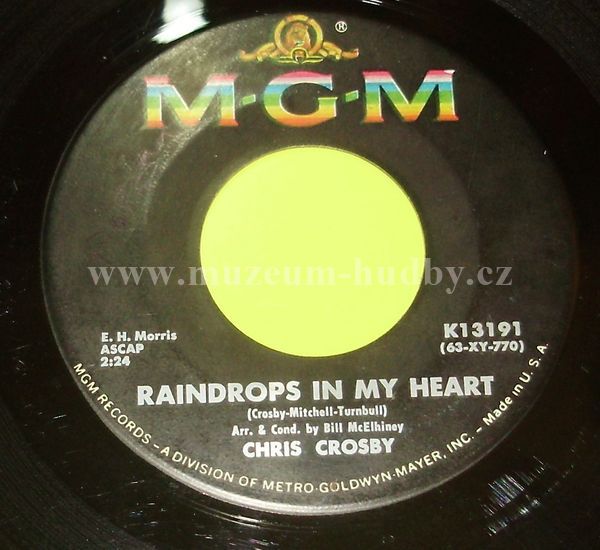 ®
M·G·M
www.muzeum-hudby.cz
E. H. Morris
ASCAP
2:24
K13191
(63-XY-770)
RAINDROPS IN MY HEART
(Crosby-Mitchell-Turnbull)
Arr. & Cond. by Bill McElhiney
CHRIS CROSBY
MGM RECORDS – A DIVISION OF METRO-GOLDWYN-MAYER, INC. – Made in U.S.A.